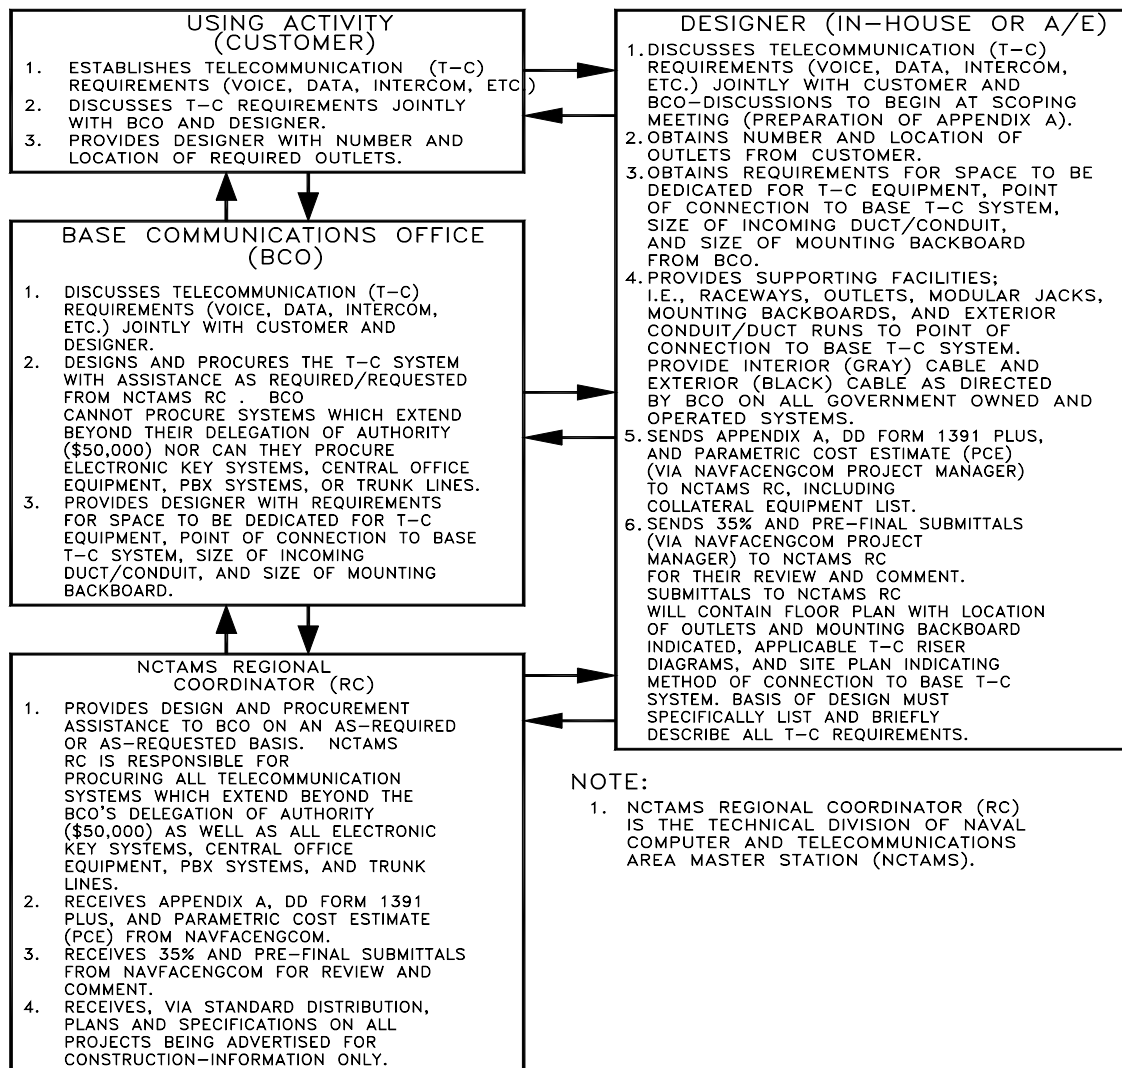 USING ACTIVITY
(CUSTOMER)
1. ESTABLISHES TELECOMMUNICATION (T-C)
REQUIREMENTS (VOICE, DATA, INTERCOM, ETC.)
2. DISCUSSES T-C REQUIREMENTS JOINTLY
WITH BCO AND DESIGNER.
3. PROVIDES DESIGNER WITH NUMBER AND
LOCATION OF REQUIRED OUTLETS.
BASE COMMUNICATIONS OFFICE
(BCO)
1. DISCUSSES TELECOMMUNICATION (T-C)
REQUIREMENTS (VOICE, DATA, INTERCOM,
ETC.) JOINTLY WITH CUSTOMER AND
DESIGNER.
2. DESIGNS AND PROCURES THE T-C SYSTEM
WITH ASSISTANCE AS REQUIRED/REQUESTED
FROM NCTAMS RC . BCO
CANNOT PROCURE SYSTEMS WHICH EXTEND
BEYOND THEIR DELEGATION OF AUTHORITY
($50,000) NOR CAN THEY PROCURE
ELECTRONIC KEY SYSTEMS, CENTRAL OFFICE
EQUIPMENT, PBX SYSTEMS, OR TRUNK LINES.
3. PROVIDES DESIGNER WITH REQUIREMENTS
FOR SPACE TO BE DEDICATED FOR T-C
EQUIPMENT, POINT OF CONNECTION TO BASE
T-C SYSTEM, SIZE OF INCOMING
DUCT/CONDUIT, AND SIZE OF MOUNTING
BACKBOARD.
NCTAMS REGIONAL
COORDINATOR (RC)
1. PROVIDES DESIGN AND PROCUREMENT
ASSISTANCE TO BCO ON AN AS-REQUIRED
OR AS-REQUESTED BASIS. NCTAMS
RC IS RESPONSIBLE FOR
PROCURING ALL TELECOMMUNICATION
SYSTEMS WHICH EXTEND BEYOND THE
BCO'S DELEGATION OF AUTHORITY
($50,000) AS WELL AS ALL ELECTRONIC
KEY SYSTEMS, CENTRAL OFFICE
EQUIPMENT, PBX SYSTEMS, AND TRUNK
LINES.
2. RECEIVES APPENDIX A, DD FORM 1391
PLUS, AND PARAMETRIC COST ESTIMATE
(PCE) FROM NAVFACENGCOM.
3. RECEIVES 35% AND PRE-FINAL SUBMITTALS
FROM NAVFACENGCOM FOR REVIEW AND
COMMENT.
4. RECEIVES, VIA STANDARD DISTRIBUTION,
PLANS AND SPECIFICATIONS ON ALL
PROJECTS BEING ADVERTISED FOR
CONSTRUCTION-INFORMATION ONLY.
DESIGNER (IN-HOUSE OR A/E)
1. DISCUSSES TELECOMMUNICATION (T-C)
REQUIREMENTS (VOICE, DATA, INTERCOM,
ETC.) JOINTLY WITH CUSTOMER AND
BCO-DISCUSSIONS TO BEGIN AT SCOPING
MEETING (PREPARATION OF APPENDIX A).
2. OBTAINS NUMBER AND LOCATION OF
OUTLETS FROM CUSTOMER.
3. OBTAINS REQUIREMENTS FOR SPACE TO BE
DEDICATED FOR T-C EQUIPMENT, POINT
OF CONNECTION TO BASE T-C SYSTEM,
SIZE OF INCOMING DUCT/CONDUIT,
AND SIZE OF MOUNTING BACKBOARD
FROM BCO.
4. PROVIDES SUPPORTING FACILITIES;
I.E., RACEWAYS, OUTLETS, MODULAR JACKS,
MOUNTING BACKBOARDS, AND EXTERIOR
CONDUIT/DUCT RUNS TO POINT OF
CONNECTION TO BASE T-C SYSTEM.
PROVIDE INTERIOR (GRAY) CABLE AND
EXTERIOR (BLACK) CABLE AS DIRECTED
BY BCO ON ALL GOVERNMENT OWNED AND
OPERATED SYSTEMS.
5. SENDS APPENDIX A, DD FORM 1391 PLUS,
AND PARAMETRIC COST ESTIMATE (PCE)
(VIA NAVFACENGCOM PROJECT MANAGER)
TO NCTAMS RC, INCLUDING
COLLATERAL EQUIPMENT LIST.
6. SENDS 35% AND PRE-FINAL SUBMITTALS
(VIA NAVFACENGCOM PROJECT
MANAGER) TO NCTAMS RC
FOR THEIR REVIEW AND COMMENT.
SUBMITTALS TO NCTAMS RC
WILL CONTAIN FLOOR PLAN WITH LOCATION
OF OUTLETS AND MOUNTING BACKBOARD
INDICATED, APPLICABLE T-C RISER
DIAGRAMS, AND SITE PLAN INDICATING
METHOD OF CONNECTION TO BASE T-C
SYSTEM. BASIS OF DESIGN MUST
SPECIFICALLY LIST AND BRIEFLY
DESCRIBE ALL T-C REQUIREMENTS.
NOTE:
1. NCTAMS REGIONAL COORDINATOR (RC)
IS THE TECHNICAL DIVISION OF NAVAL
COMPUTER AND TELECOMMUNICATIONS
AREA MASTER STATION (NCTAMS).